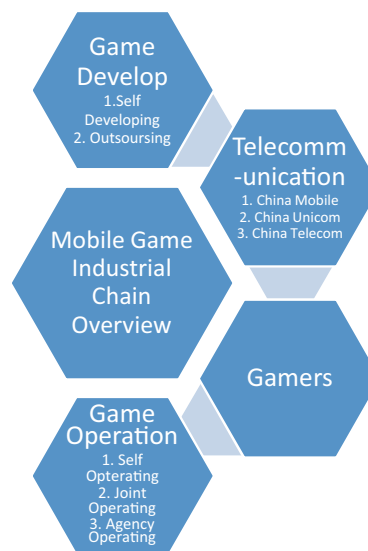 Game
Develop
1.Self
Developing
2. Outsoursing
Telecomm
-unication
1. China Mobile
2. China Unicom
3. China Telecom
Mobile Game
Industrial
Chain
Overview
Gamers
Game
Operation
1. Self
Opterating
2. Joint
Operating
3. Agency
Operating